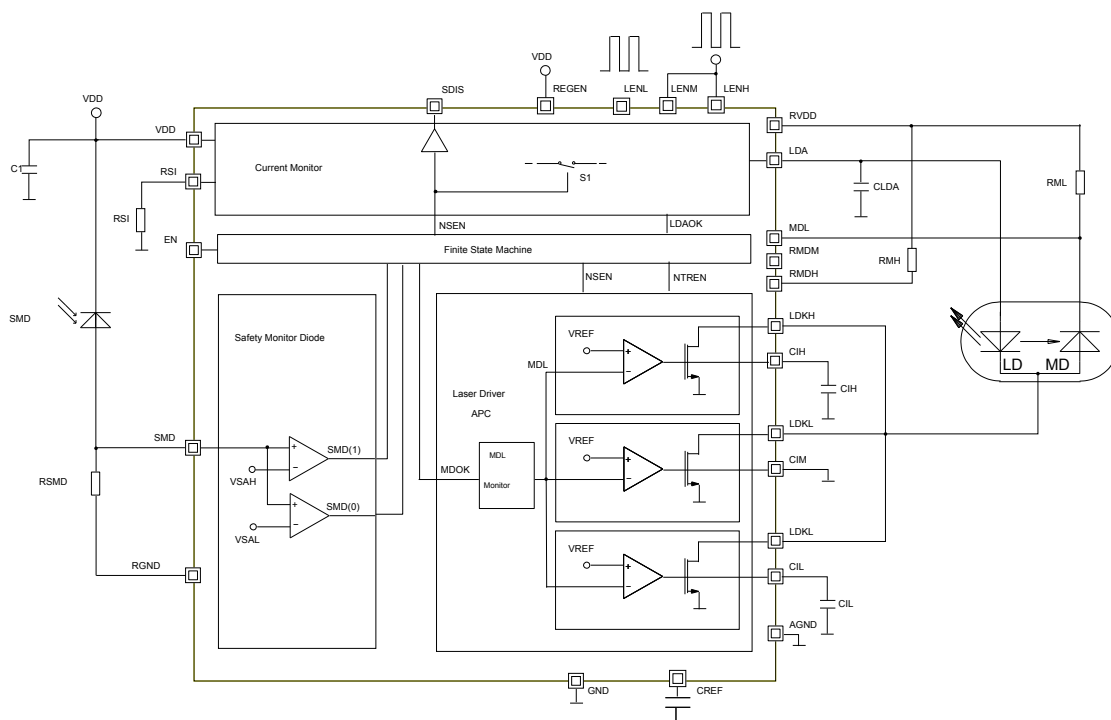 VDD
SDIS
REGEN
LENL
LENM
LENH
VDD
VDD
RVDD
C1
RSI
Current Monitor
S1
LDA
CLDA
RML
RSI
NSEN
LDAOK
MDL
EN
Finite State Machine
RMDM
RMH
NSEN
NTREN
RMDH
SMD
Safety Monitor Diode
VREF
LDKH
MDL
CIH
CIH
LD
MD
Laser Driver
APC
SMD
SMD(1)
VSAH
MDOK
MDL
Monitor
VREF
LDKL
CIM
RSMD
SMD(0)
VSAL
VREF
LDKL
RGND
CIL
CIL
AGND
GND
CREF